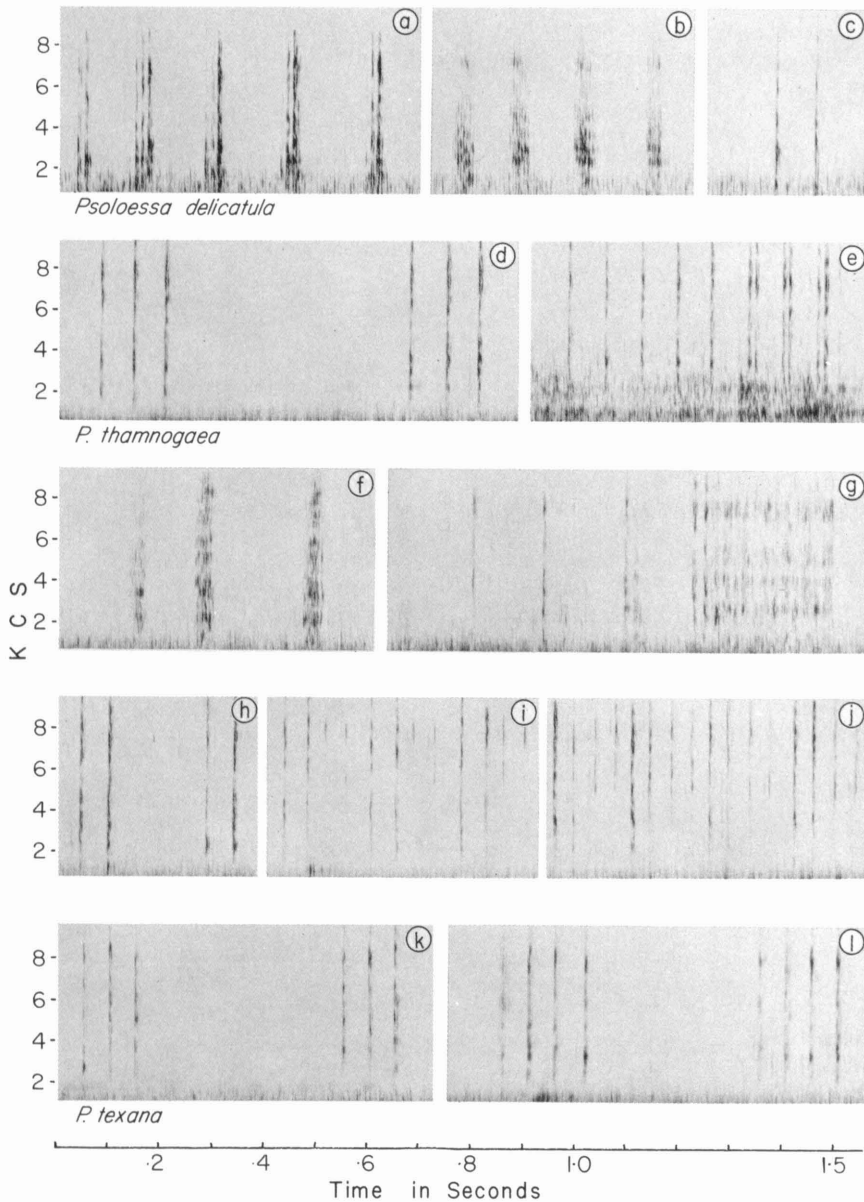 a b c
8
6
4
2
Psoloessa delicatula
d e
8
6
4
2
P. thamnogaea
f g
8
6
4
2
K C S
h i j
8
6
4
2
k l
8
6
4
2
P. texana
.2 .4 .6 .8 1.0 1.5
Time in Seconds